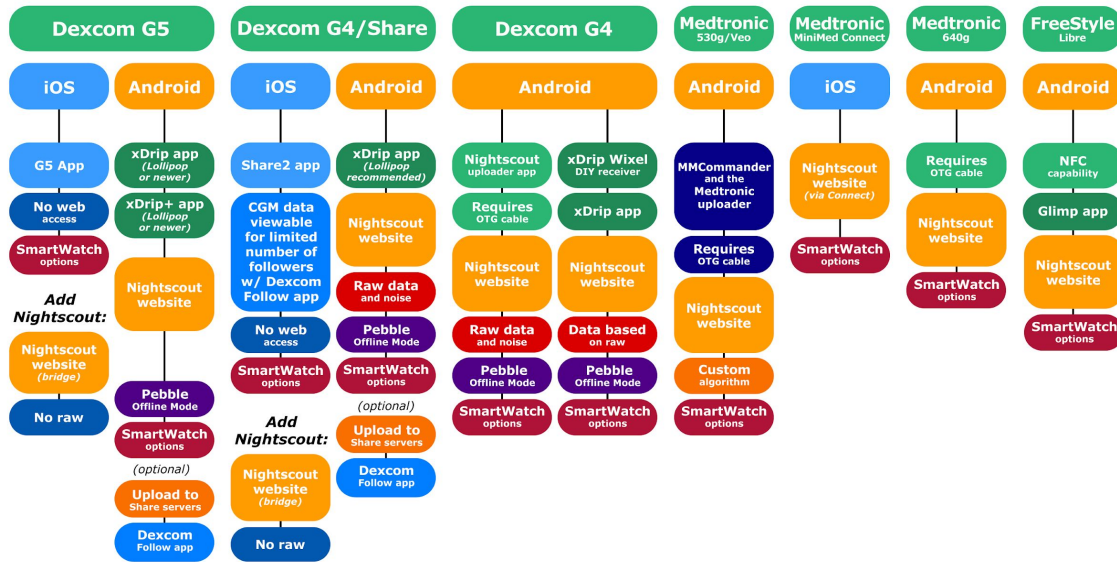 Dexcom G5
Dexcom G4/Share
Dexcom G4
Medtronic
530g/Veo
Medtronic
MiniMed Connect
Medtronic
640g
FreeStyle
Libre
iOS
Android
iOS
Android
Android
Android
iOS
Android
Android
G5 App
No web
access
SmartWatch
options
Add
Nightscout:
Nightscout
website
(bridge)
No raw
xDrip app
(Lollipop
or newer)
xDrip+ app
(Lollipop
or newer)
Nightscout
website
Pebble
Offline Mode
SmartWatch
options
(optional)
Upload to
Share servers
Dexcom
Follow app
Share2 app
CGM data
viewable
for limited
number of
followers
w/ Dexcom
Follow app
No web
access
SmartWatch
options
Add
Nightscout:
Nightscout
website
(bridge)
No raw
xDrip app
(Lollipop
recommended)
Nightscout
website
Raw data
and noise
Pebble
Offline Mode
SmartWatch
options
(optional)
Upload to
Share servers
Dexcom
Follow app
Nightscout
uploader app
Requires
OTG cable
Nightscout
website
Raw data
and noise
Pebble
Offline Mode
SmartWatch
options
xDrip Wixel
DIY receiver
xDrip app
Nightscout
website
Data based
on raw
Pebble
Offline Mode
SmartWatch
options
MMCommander
and the
Medtronic
uploader
Requires
OTG cable
Nightscout
website
Custom
algorithm
SmartWatch
options
Nightscout
website
(via Connect)
SmartWatch
options
Requires
OTG cable
Nightscout
website
SmartWatch
options
NFC
capability
Glimp app
Nightscout
website
SmartWatch
options